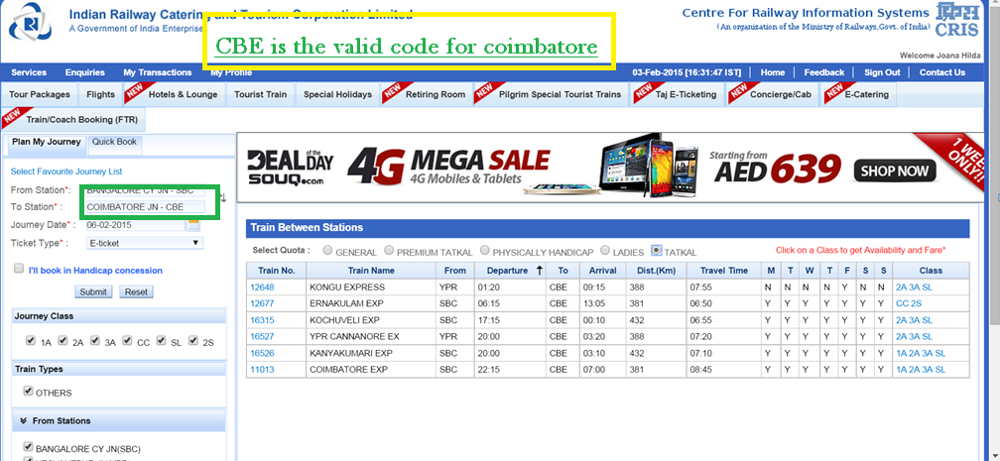 Indian Railway Catering and Tourism Corporation Limited
A Government of India Enterprise
CBE is the valid code for coimbatore
Centre For Railway Information Systems
(An organization of the Ministry of Railways,Govt. of India)
CRIS
Welcome Joana Hilda
Services Enquiries My Transactions My Profile 03-Feb-2015 [16:31:47 IST] Home Feedback Sign Out Contact Us
Tour Packages Flights NEW Hotels & Lounge Tourist Train Special Holidays NEW Retiring Room NEW Pilgrim Special Tourist Trains NEW Taj E-Ticketing NEW Concierge/Cab NEW E-Catering
NEW Train/Coach Booking (FTR)
Plan My Journey Quick Book
Select Favourite Journey List
From Station*: BANGALORE CY JN - SBC
To Station* : COIMBATORE JN - CBE
Journey Date* : 06-02-2015
Ticket Type* : E-ticket
I'll book in Handicap concession
Submit Reset
Journey Class
1A 2A 3A CC SL 2S
Train Types
OTHERS
From Stations
BANGALORE CY JN(SBC)
DEAL OF THE DAY
SOUQ.com
4G MEGA SALE
4G Mobiles & Tablets
Starting from
AED 639
SHOP NOW
1 WEEK
ONLY!
Train Between Stations
Select Quota : GENERAL PREMIUM TATKAL PHYSICALLY HANDICAP LADIES TATKAL Click on a Class to get Availability and Fare*
Train No. Train Name From Departure To Arrival Dist.(Km) Travel Time M T W T F S S Class
12648 KONGU EXPRESS YPR 01:20 CBE 09:15 388 07:55 N N N N Y N N 2A 3A SL
12677 ERNAKULAM EXP SBC 06:15 CBE 13:05 381 06:50 Y Y Y Y Y Y Y CC 2S
16315 KOCHUVELI EXP SBC 17:15 CBE 00:10 432 06:55 Y Y Y Y Y Y Y 2A 3A SL
16527 YPR CANNANORE EX YPR 20:00 CBE 03:20 388 07:20 Y Y Y Y Y Y Y 2A 3A SL
16526 KANYAKUMARI EXP SBC 20:00 CBE 03:10 432 07:10 Y Y Y Y Y Y Y 1A 2A 3A SL
11013 COIMBATORE EXP SBC 22:15 CBE 07:00 381 08:45 Y Y Y Y Y Y Y 1A 2A 3A SL